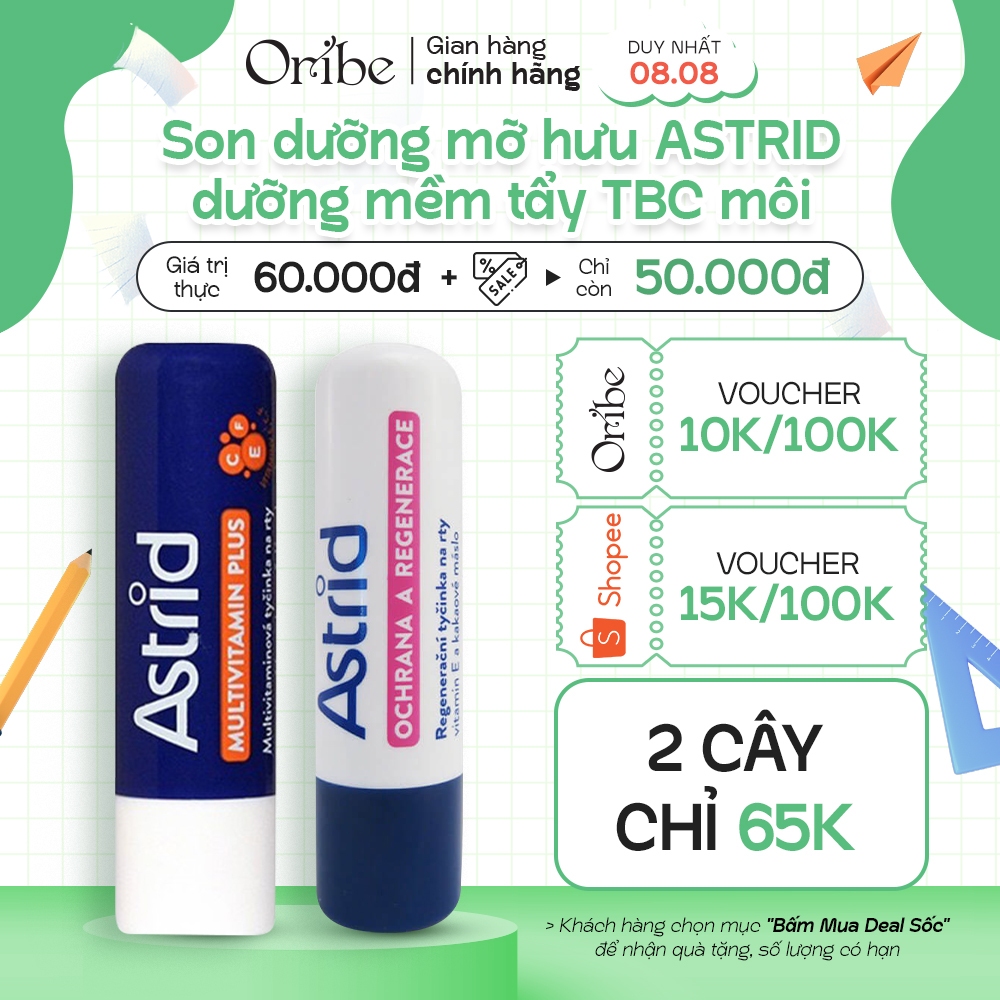 Oribe
Gian hàng
chính hãng
DUY NHẤT
08.08
Son dưỡng mỡ hưu ASTRID
dưỡng mềm tẩy TBC môi
Giá trị
thực
60.000đ
+
%
SALE
Chỉ
còn
50.000đ
Astrid
MULTIVITAMIN PLUS
Multivitaminová tyčinka na rty
C
F
E
Astrid
OCHRANA A REGENERACE
Regenerační tyčinka na rty
vitamin E a kakaové máslo
Oribe
VOUCHER
10K/100K
Shopee
S
VOUCHER
15K/100K
2 CÂY
CHỈ 65K
> Khách hàng chọn mục "Bấm Mua Deal Sốc"
để nhận quà tặng, số lượng có hạn